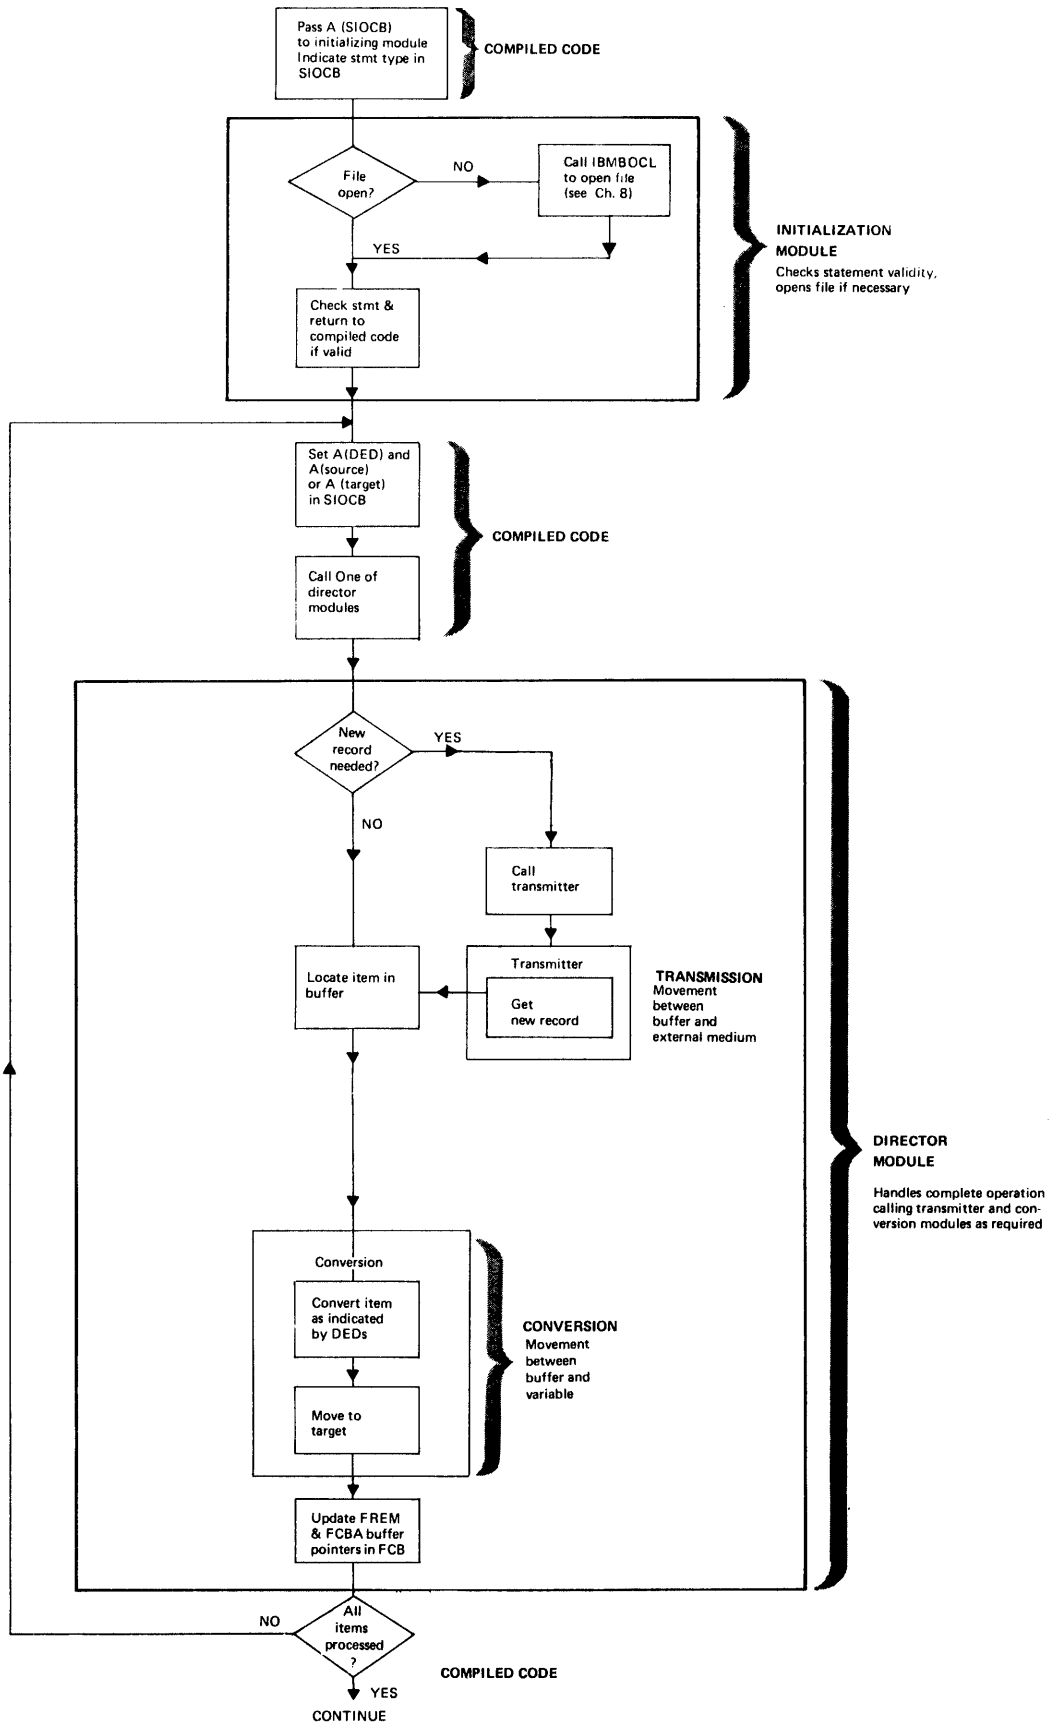 Pass A (SIOCB)
to initializing module
Indicate stmt type in
SIOCB
COMPILED CODE
File
open?
NO
Call IBMBOCL
to open file
(see Ch. 8)
YES
Check stmt &
return to
compiled code
if valid
INITIALIZATION
MODULE
Checks statement validity,
opens file if necessary
Set A(DED) and
A(source)
or A (target)
in SIOCB
Call One of
director
modules
COMPILED CODE
New
record
needed?
YES
NO
Call
transmitter
Transmitter
Get
new record
Locate item in
buffer
TRANSMISSION
Movement
between
buffer and
external medium
DIRECTOR
MODULE
Handles complete operation
calling transmitter and con-
version modules as required
Conversion
Convert item
as indicated
by DEDs
Move to
target
CONVERSION
Movement
between
buffer and
variable
Update FREM
& FCBA buffer
pointers in FCB
All
items
processed
?
NO
COMPILED CODE
YES
CONTINUE